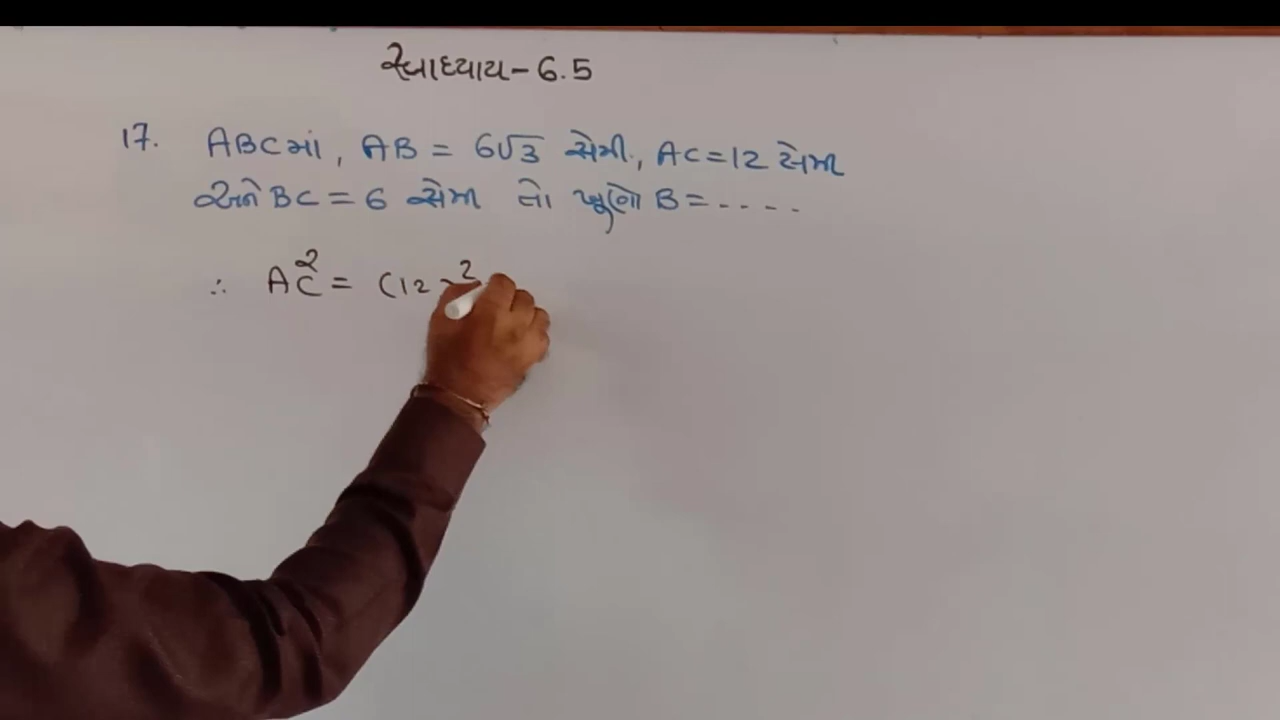 સ્વાધ્યાય-6.5
17. ABCમાં, AB = 6√3 સેમી., AC=12 સેમી
અને BC = 6 સેમી તો ખૂણો B= - - - -
∴ AC² = (12)²